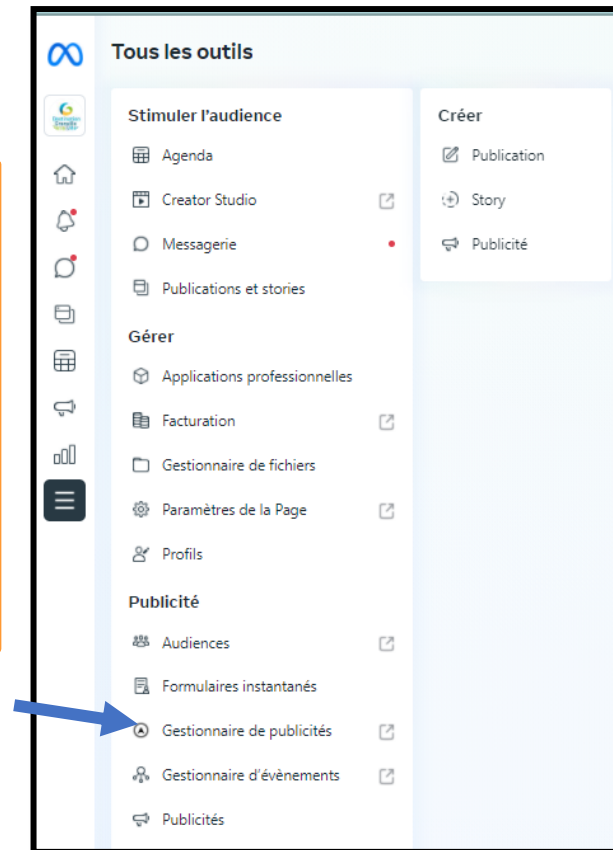 Tous les outils
Stimuler l'audience
Agenda
Creator Studio
Messagerie
Publications et stories
Gérer
Applications professionnelles
Facturation
Gestionnaire de fichiers
Paramètres de la Page
Profils
Publicité
Audiences
Formulaires instantanés
Gestionnaire de publicités
Gestionnaire d'évènements
Publicités
Créer
Publication
Story
Publicité